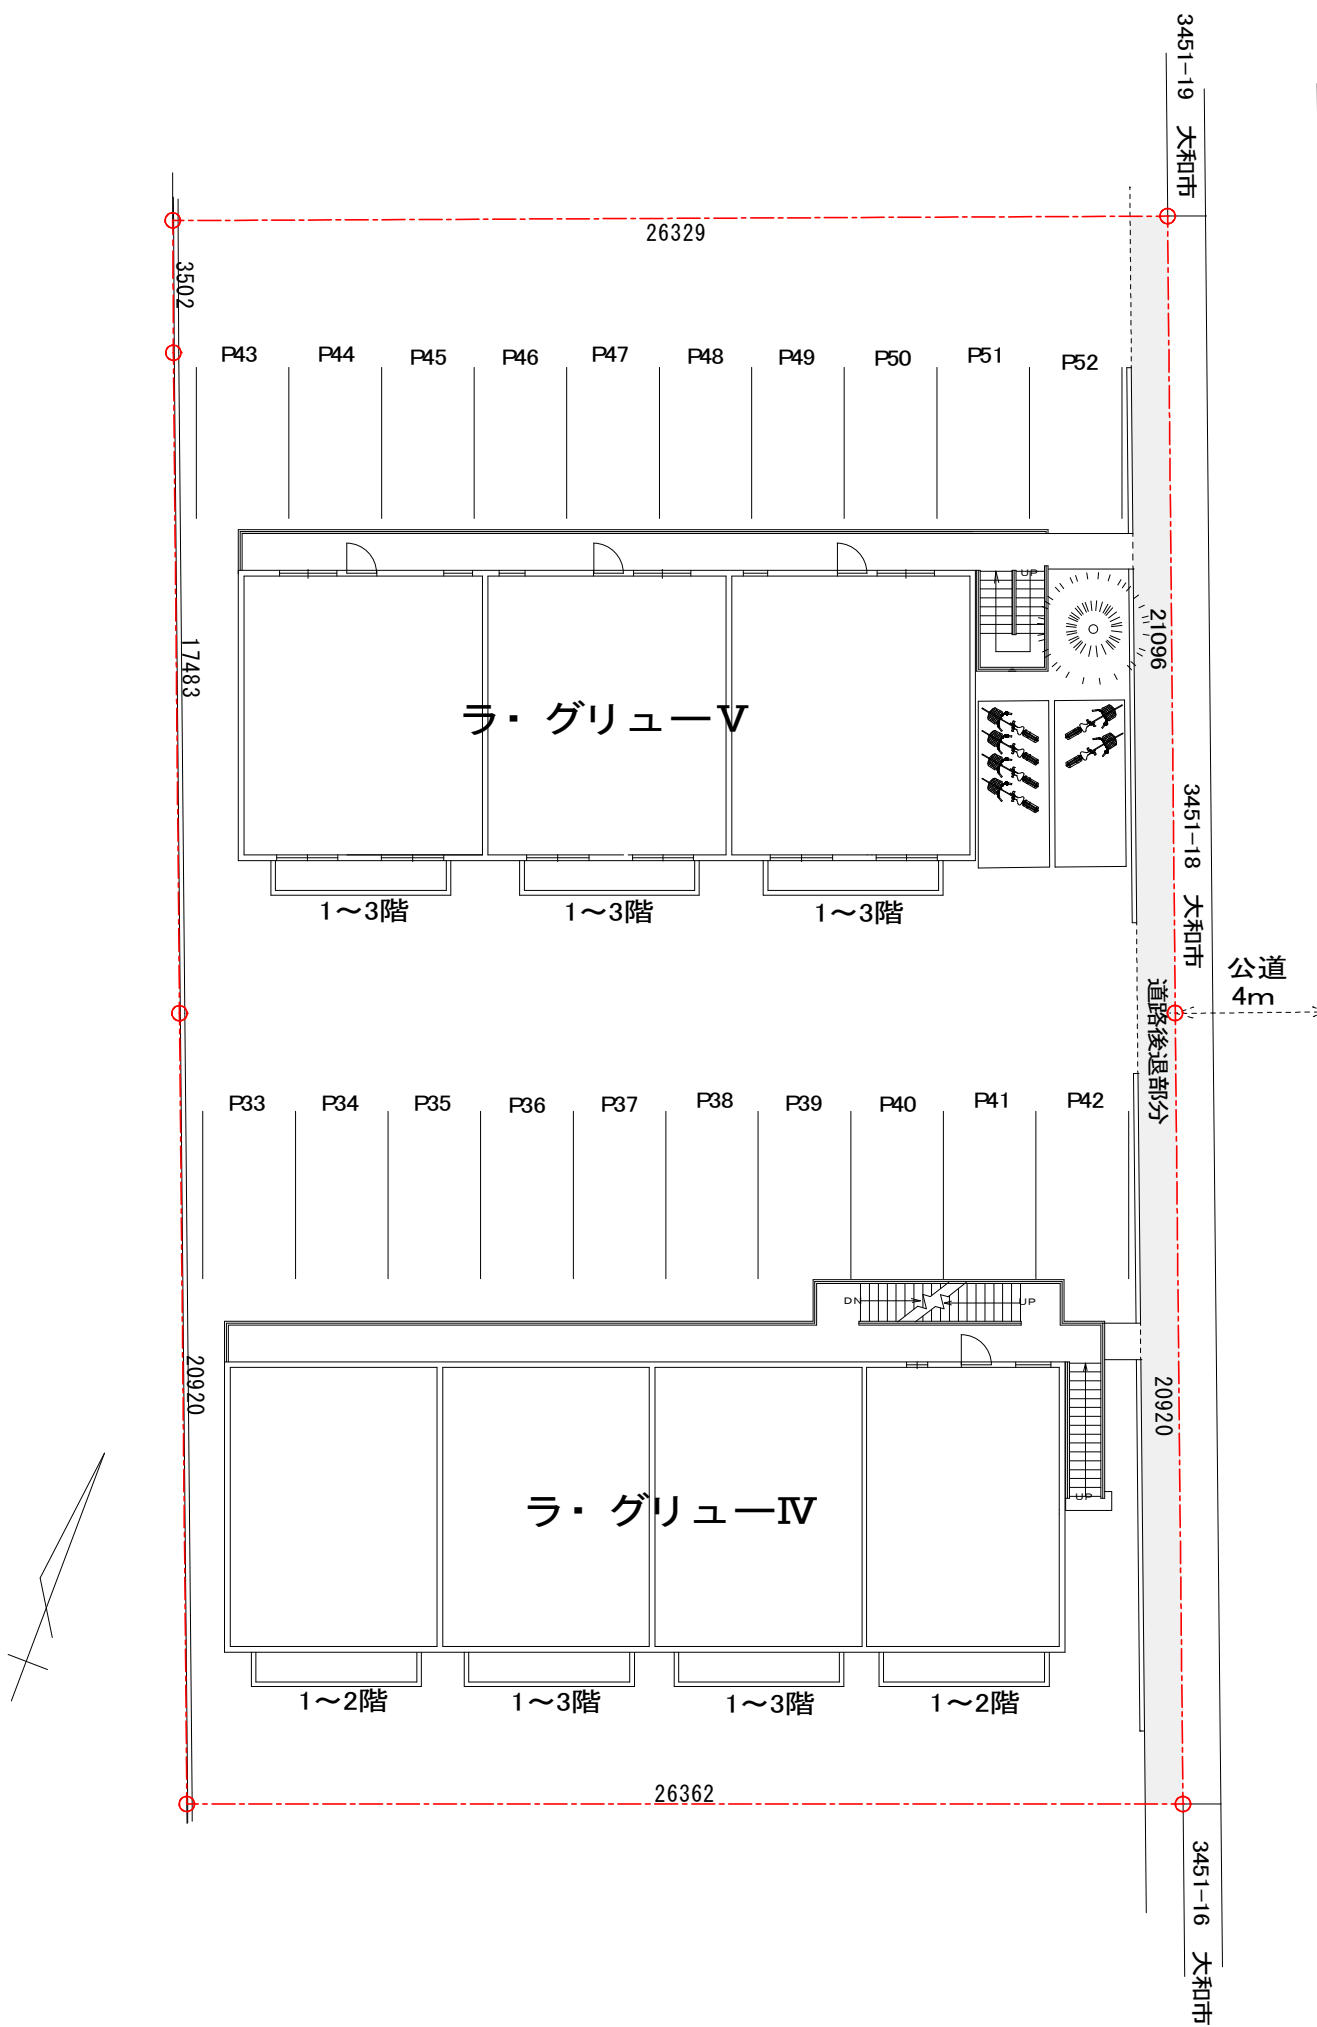 3451-19 大和市
26329
3502
P43 P44 P45 P46 P47 P48 P49 P50 P51 P52
UP
21096
17483
ラ・グリューⅤ
3451-18 大和市
1～3階 1～3階 1～3階
公道
4m
道路後退部分
P33 P34 P35 P36 P37 P38 P39 P40 P41 P42
DN UP
20920
20920
UP
ラ・グリューⅣ
1～2階 1～3階 1～3階 1～2階
26362
3451-16 大和市